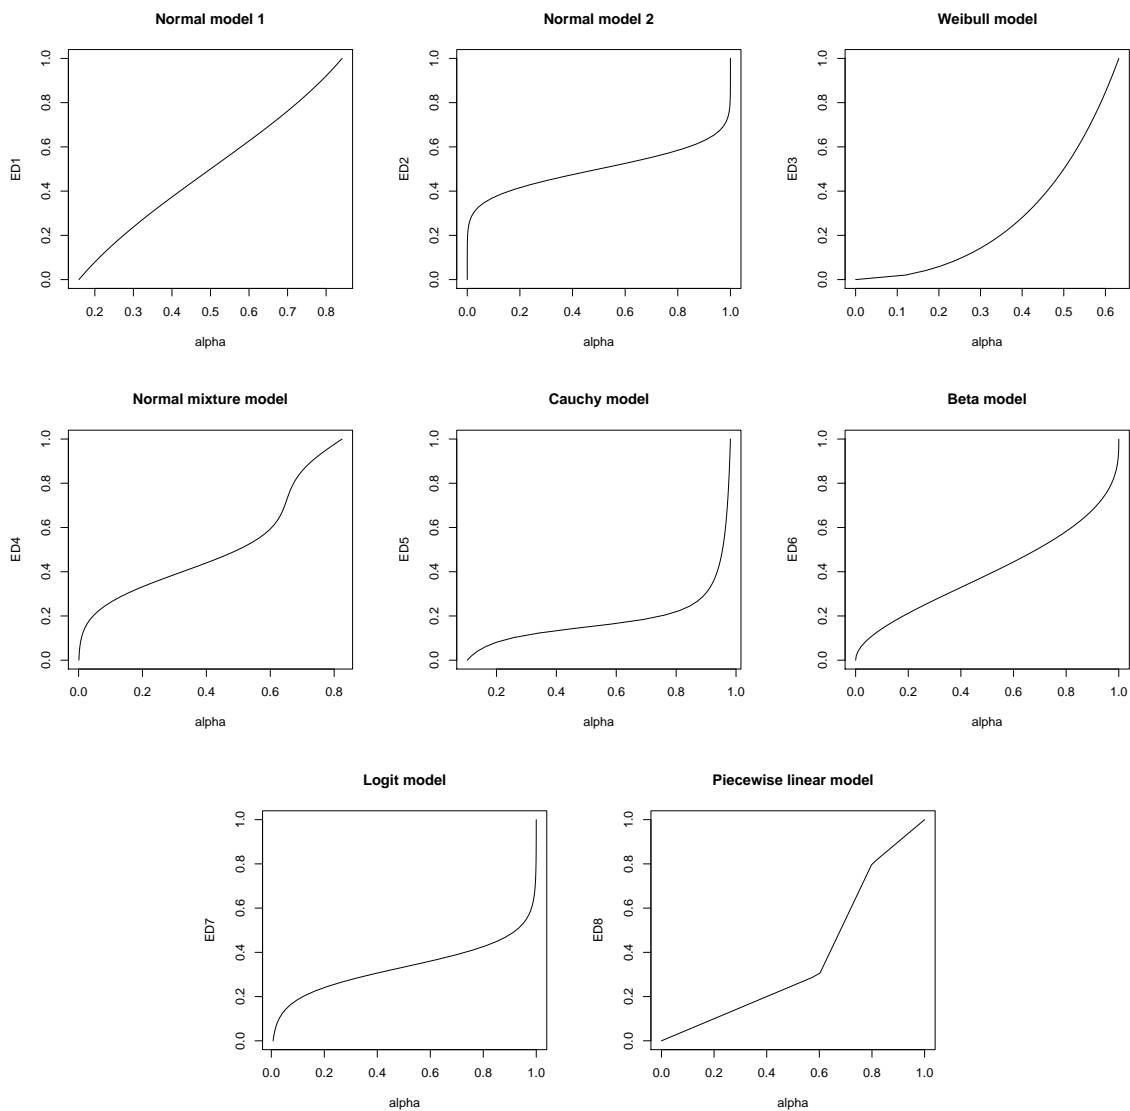 Normal model 1
Normal model 2
Weibull model
ED1
1.0
0.8
0.6
0.4
0.2
0.0
0.2 0.3 0.4 0.5 0.6 0.7 0.8
alpha
ED2
1.0
0.8
0.6
0.4
0.2
0.0
0.0 0.2 0.4 0.6 0.8 1.0
alpha
ED3
1.0
0.8
0.6
0.4
0.2
0.0
0.0 0.1 0.2 0.3 0.4 0.5 0.6
alpha
Normal mixture model
Cauchy model
Beta model
ED4
1.0
0.8
0.6
0.4
0.2
0.0
0.0 0.2 0.4 0.6 0.8
alpha
ED5
1.0
0.8
0.6
0.4
0.2
0.0
0.2 0.4 0.6 0.8 1.0
alpha
ED6
1.0
0.8
0.6
0.4
0.2
0.0
0.0 0.2 0.4 0.6 0.8 1.0
alpha
Logit model
Piecewise linear model
ED7
1.0
0.8
0.6
0.4
0.2
0.0
0.0 0.2 0.4 0.6 0.8 1.0
alpha
ED8
1.0
0.8
0.6
0.4
0.2
0.0
0.0 0.2 0.4 0.6 0.8 1.0
alpha